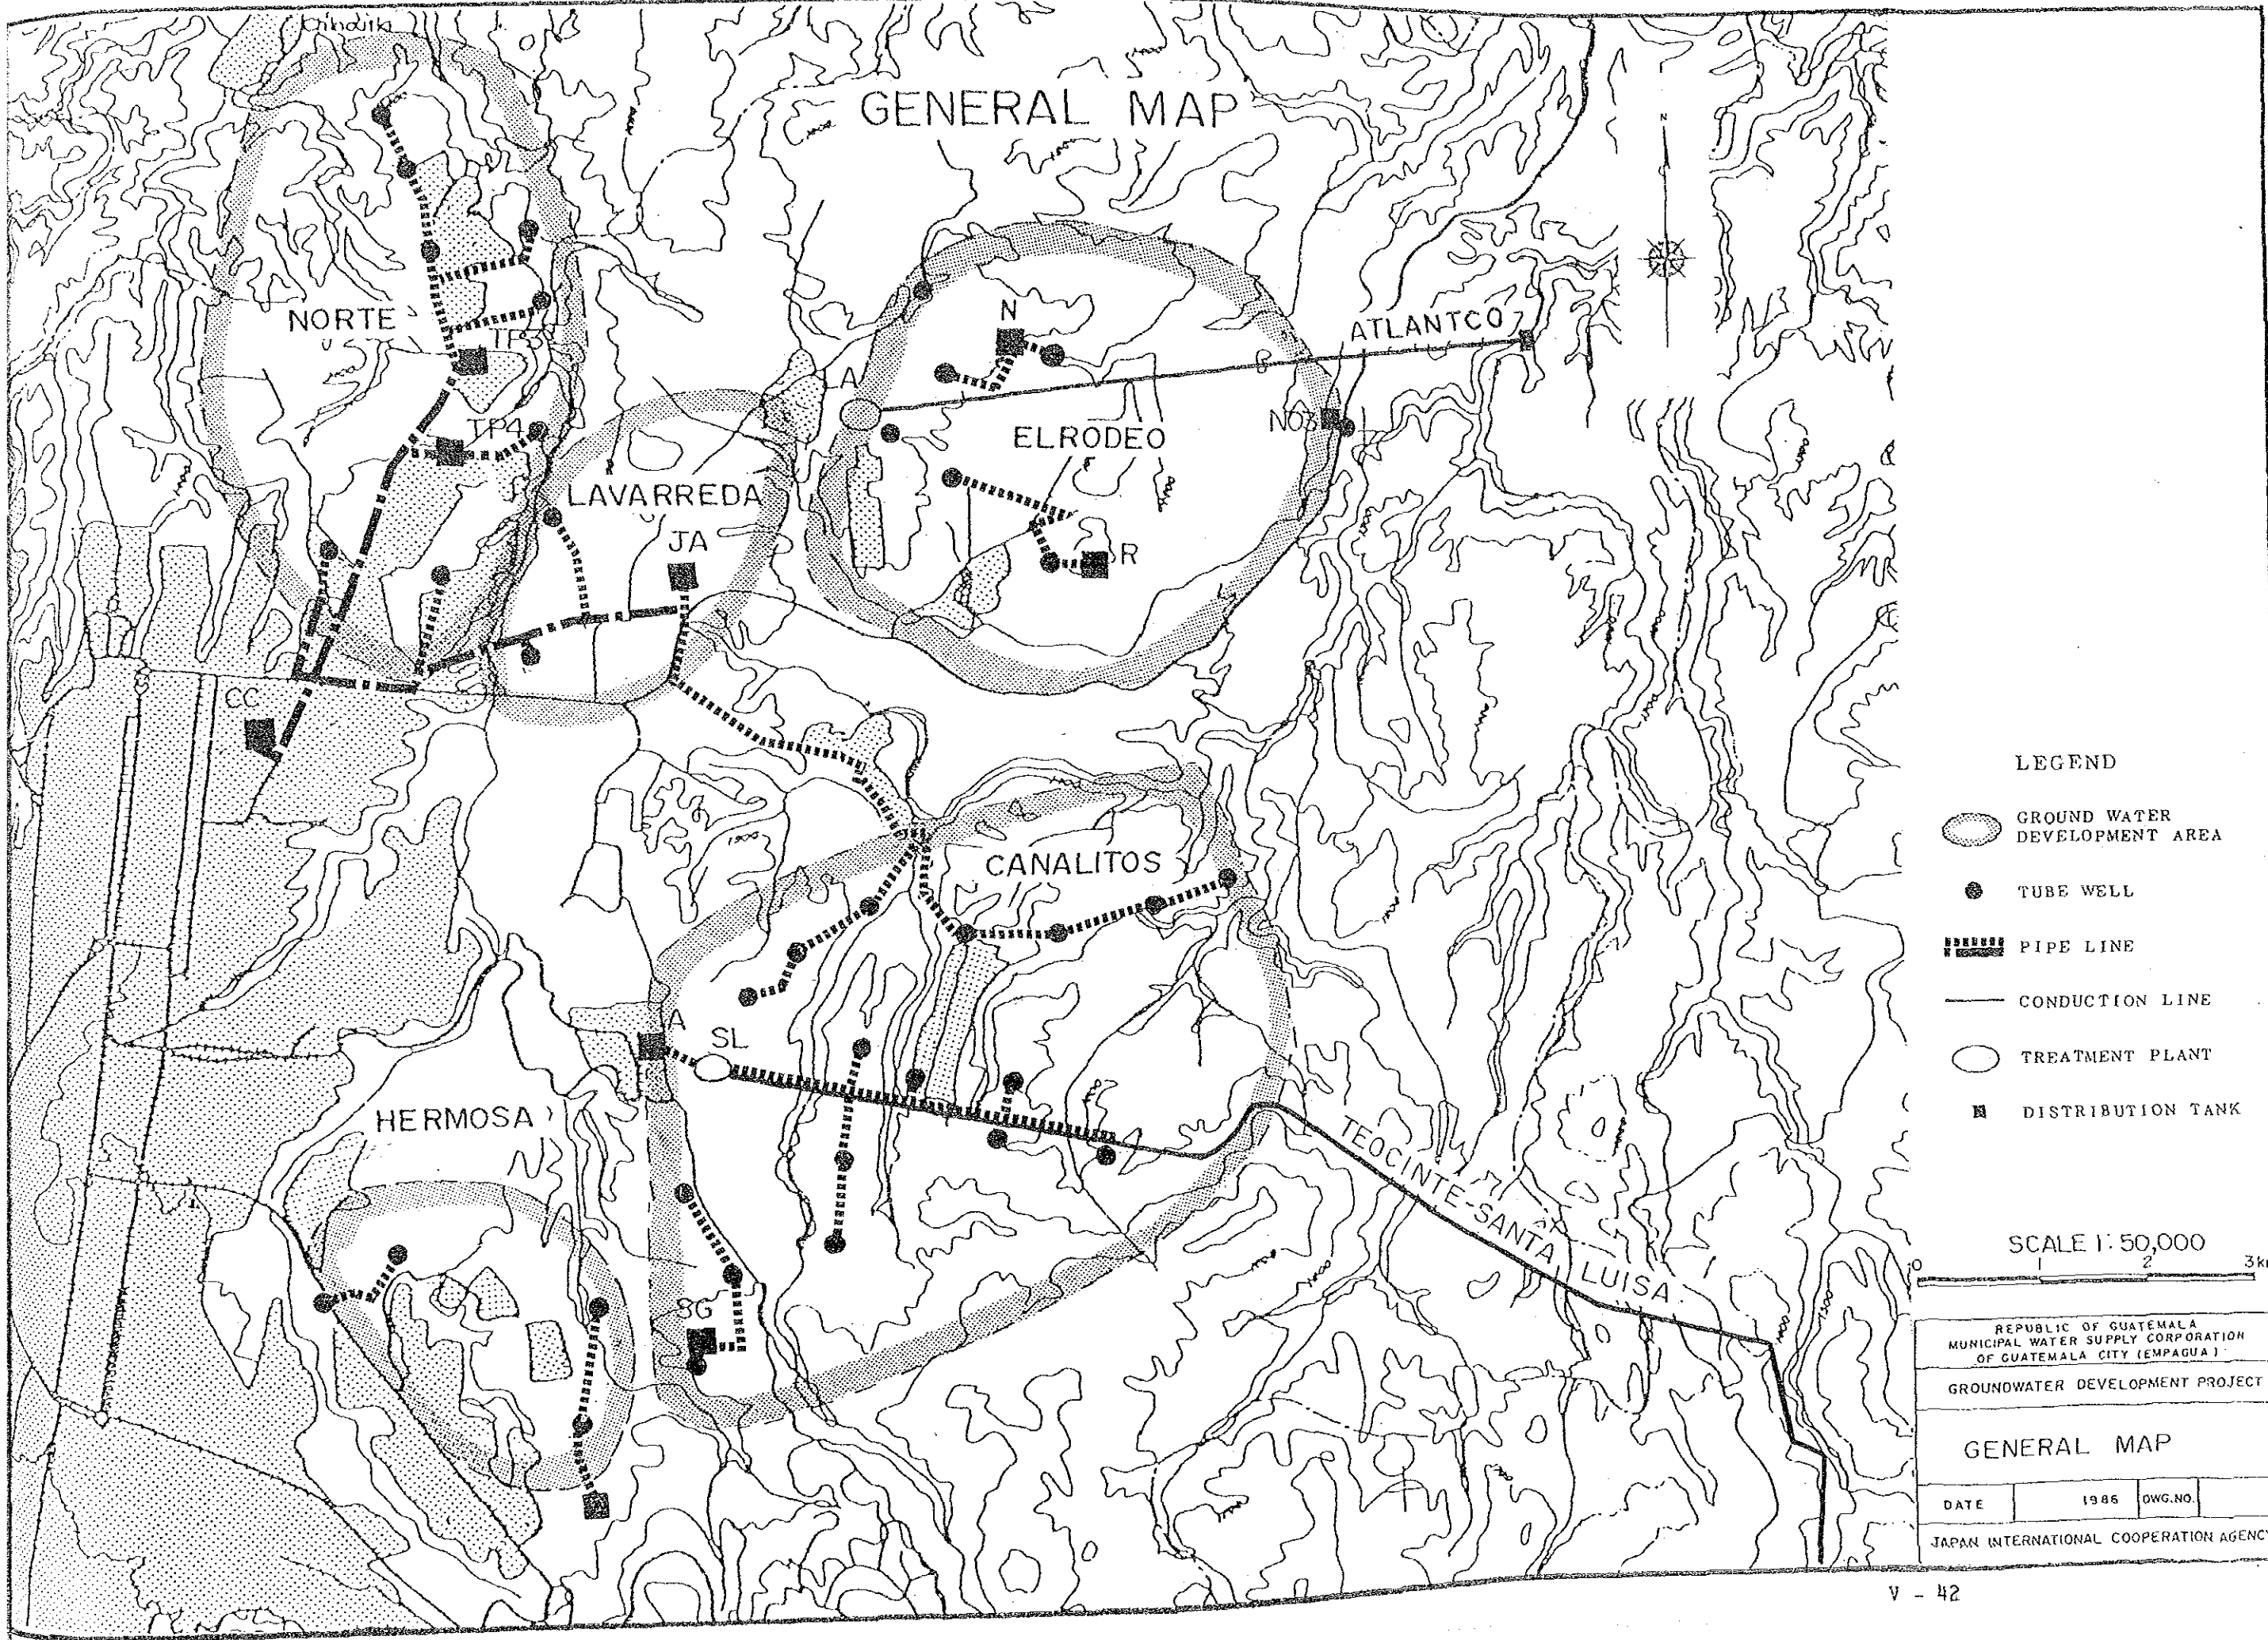 GENERAL MAP
N
NORTE
TP3
N
ATLANTCO
A
TP4
NO3
ELRODEO
LAVARREDA
JA
R
CC
1500
CANALITOS
A
SL
HERMOSA
TEOCINTE-SANTA LUISA
SG
LEGEND
GROUND WATER
DEVELOPMENT AREA
TUBE WELL
PIPE LINE
CONDUCTION LINE
TREATMENT PLANT
DISTRIBUTION TANK
SCALE 1:50,000
0 1 2 3k
REPUBLIC OF GUATEMALA
MUNICIPAL WATER SUPPLY CORPORATION
OF GUATEMALA CITY (EMPAGUA)
GROUNDWATER DEVELOPMENT PROJECT
GENERAL MAP
DATE 1986 DWG.NO.
JAPAN INTERNATIONAL COOPERATION AGENCY
V - 42